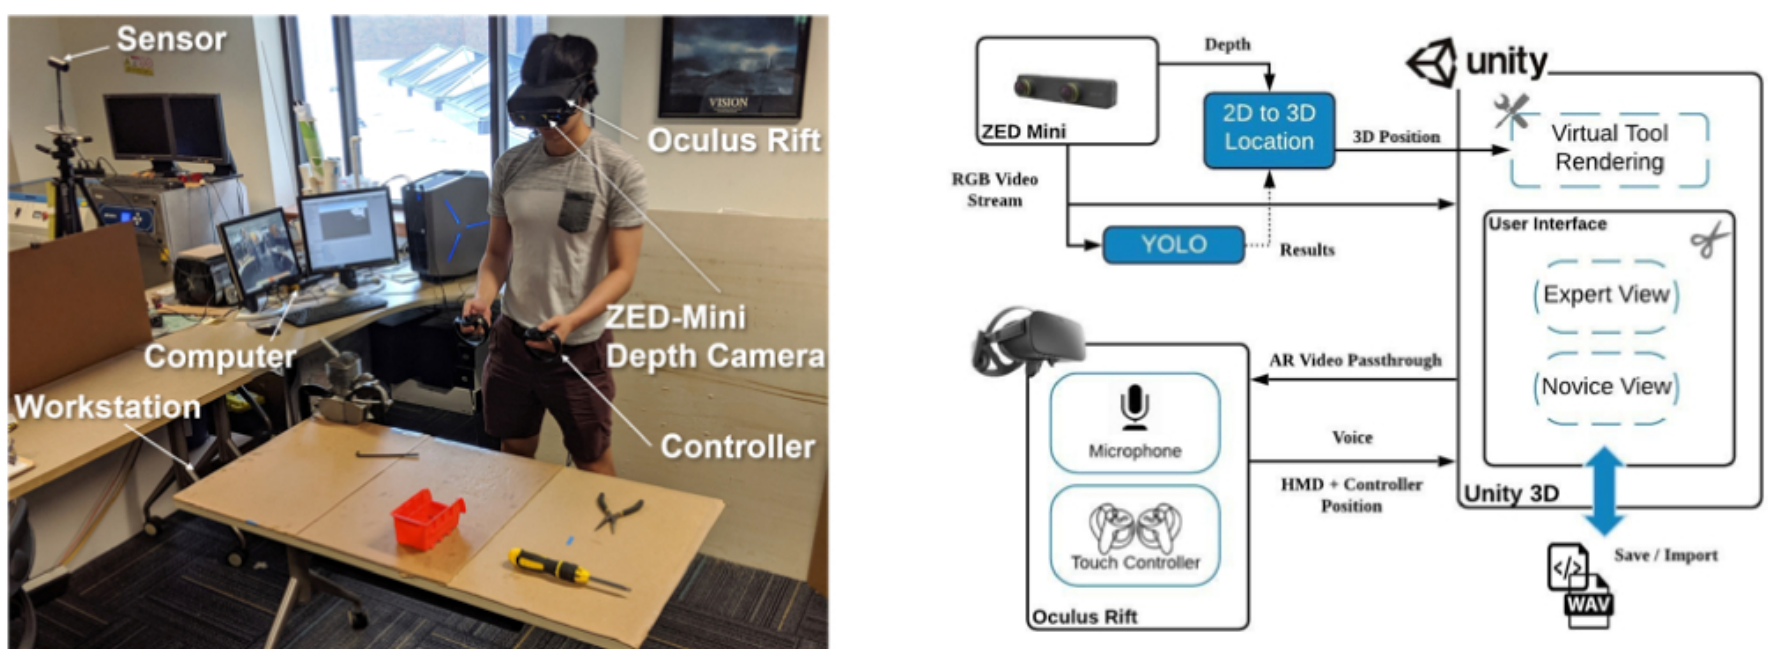 Sensor
VISION
Oculus Rift
ZED-Mini
Depth Camera
Computer
Workstation
Controller
Depth
unity
ZED Mini
2D to 3D
Location
3D Position
Virtual Tool
Rendering
RGB Video
Stream
YOLO
Results
User Interface
Expert View
Novice View
AR Video Passthrough
Microphone
Voice
HMD + Controller
Position
Touch Controller
Oculus Rift
Unity 3D
Save / Import
</>
WAV